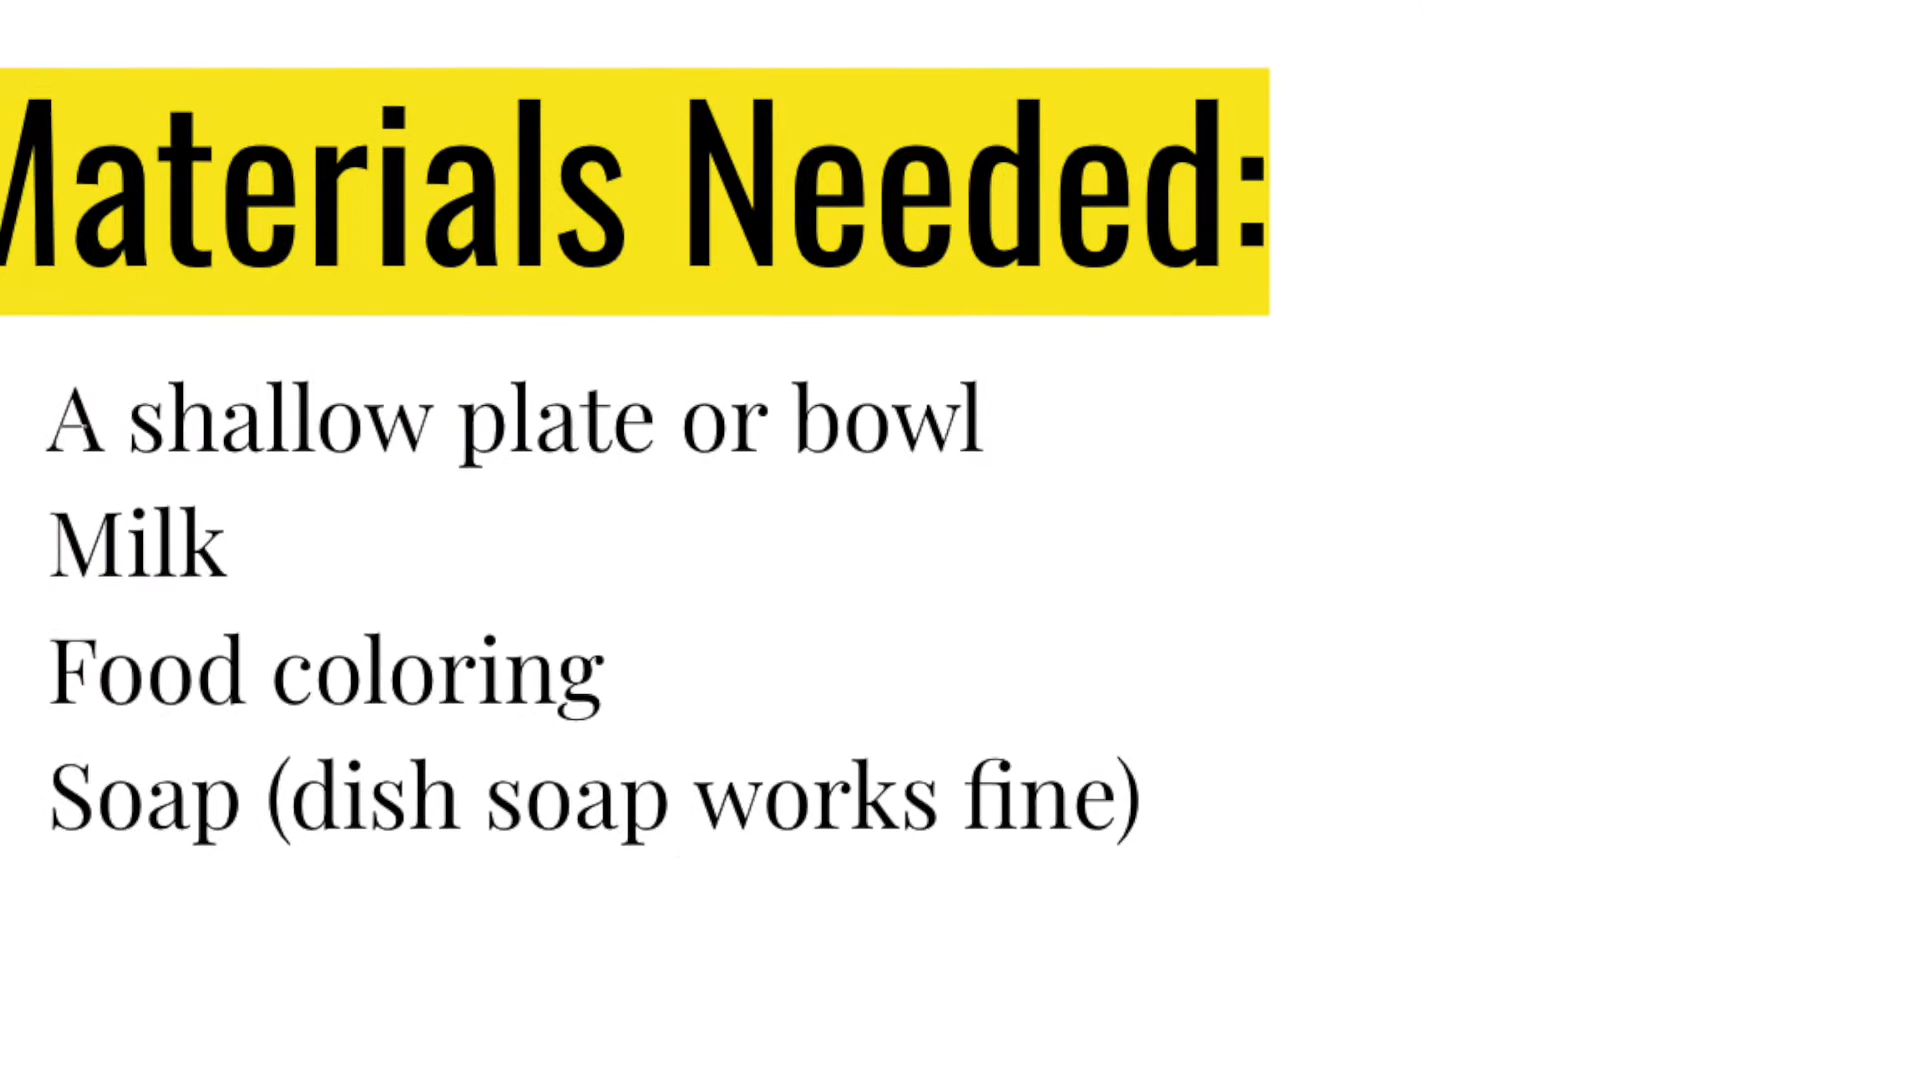 Materials Needed:
A shallow plate or bowl
Milk
Food coloring
Soap (dish soap works fine)